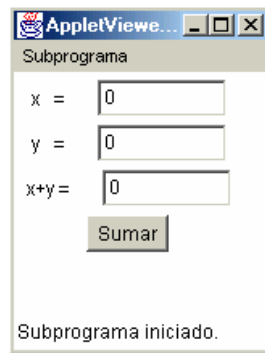 AppletViewe...
Subprograma
x = 0
y = 0
x+y= 0
Sumar
Subprograma iniciado.